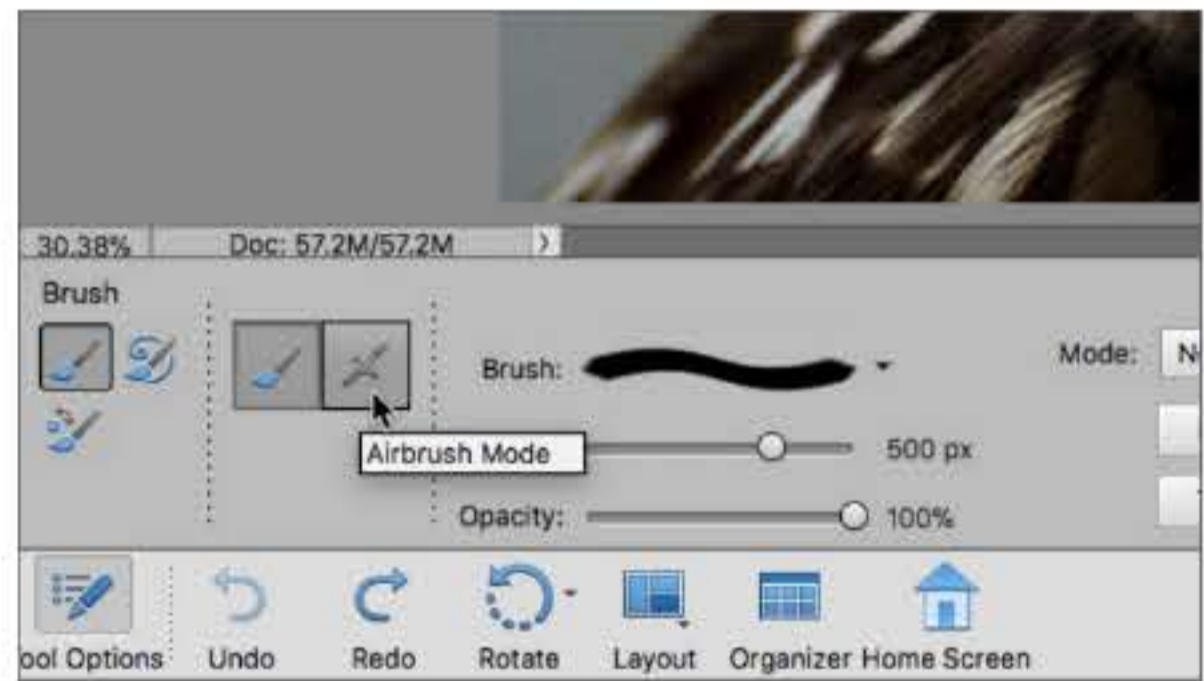 30.38% Doc: 57.2M/57.2M
Brush
Brush: Mode: N
Airbrush Mode 500 px
Opacity: 100%
ool Options Undo Redo Rotate Layout Organizer Home Screen